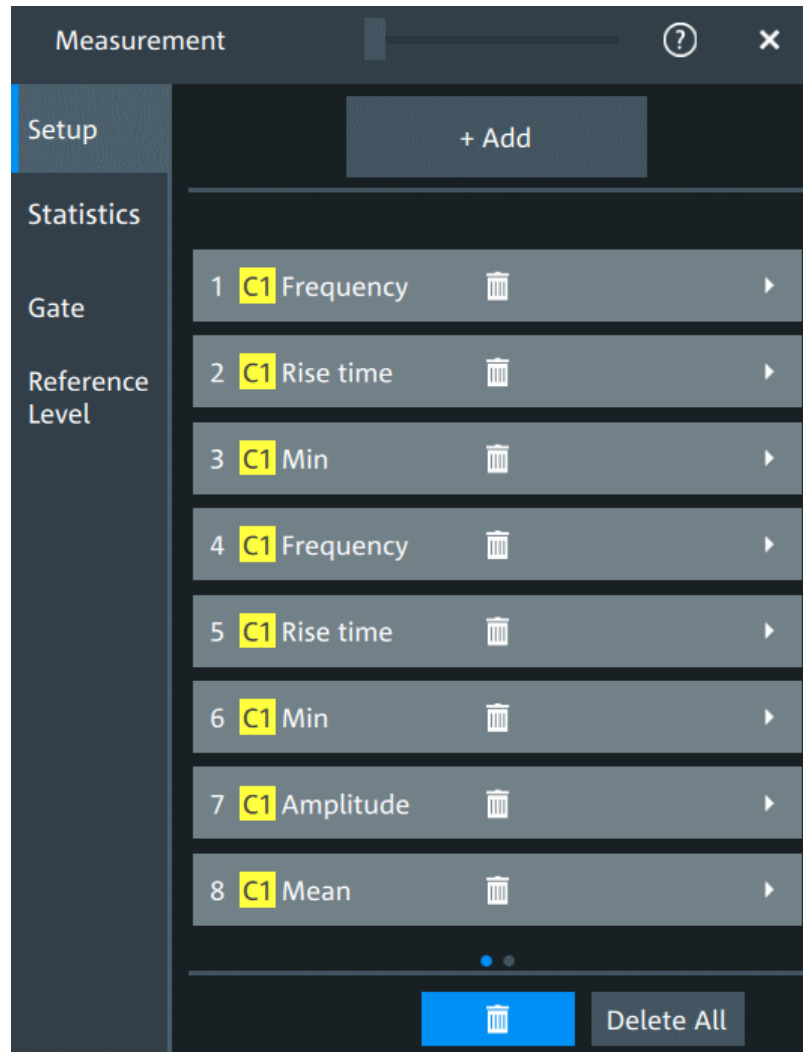 Measurement ?
Setup
+ Add
Statistics
Gate
Reference
Level
1 C1 Frequency
2 C1 Rise time
3 C1 Min
4 C1 Frequency
5 C1 Rise time
6 C1 Min
7 C1 Amplitude
8 C1 Mean
Delete All